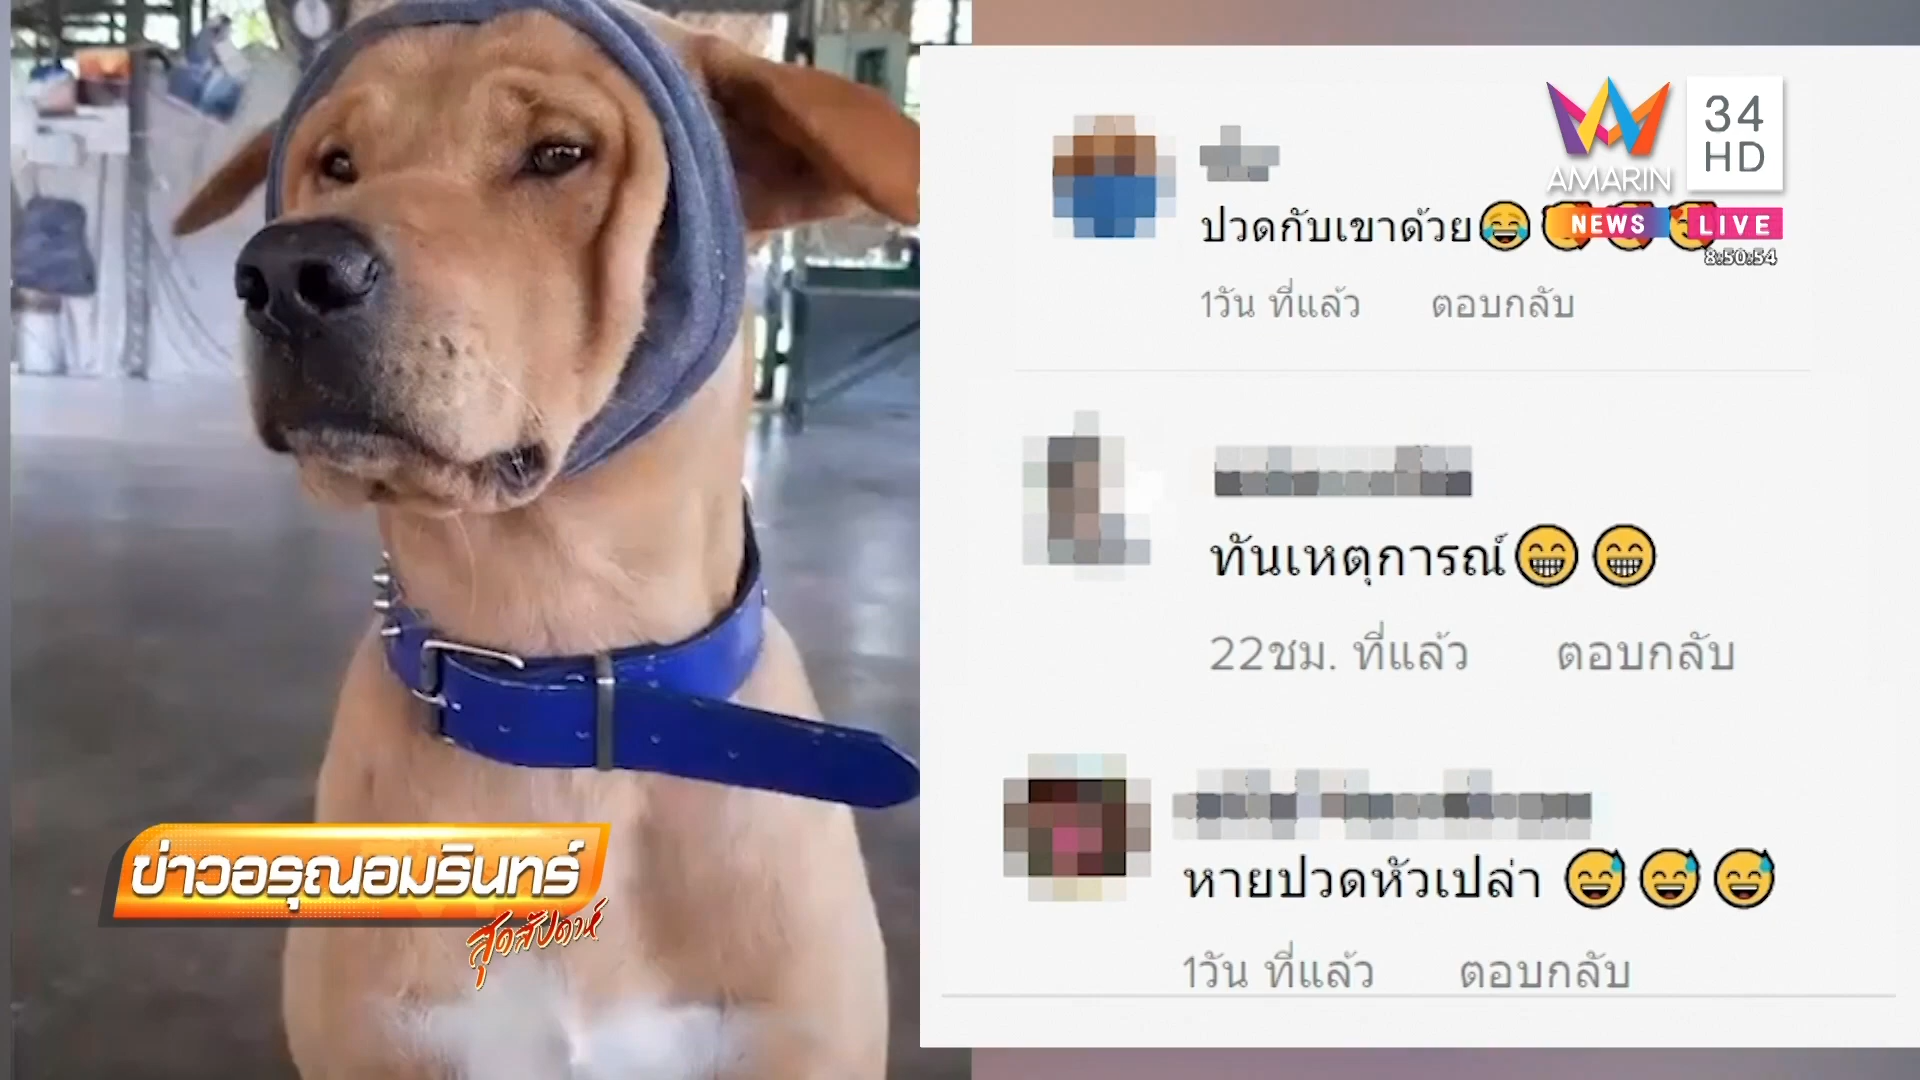 34
HD
AMARIN
NEWS LIVE
8:50:54
ปวดกับเขาด้วย😂
1วัน ที่แล้ว ตอบกลับ
ทันเหตุการณ์😁😁
22ชม. ที่แล้ว ตอบกลับ
หายปวดหัวเปล่า 😅😅😅
1วัน ที่แล้ว ตอบกลับ
ข่าวอรุณอมรินทร์
สุดสัปดาห์